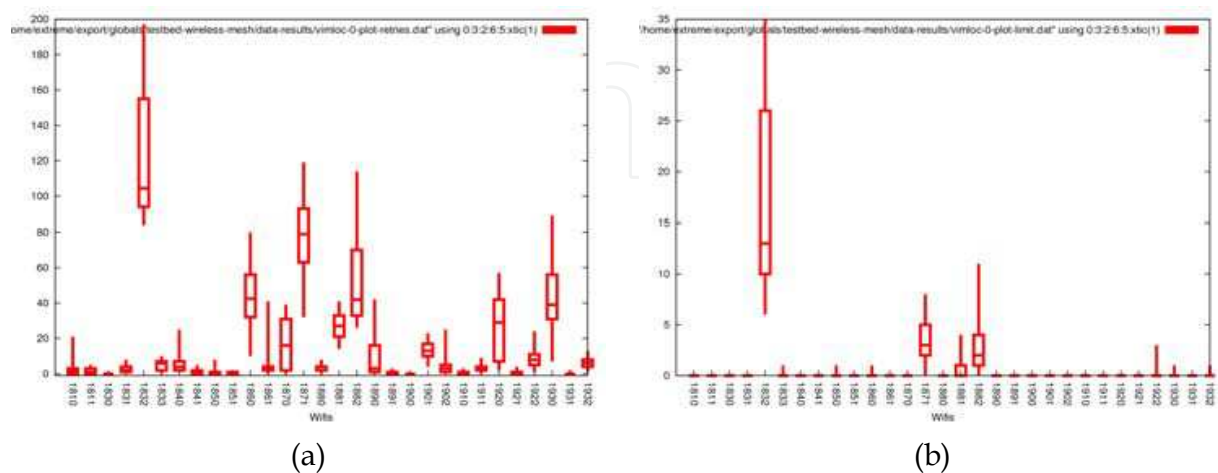 ome/extreme/export/globals/testbed-wireless-mesh/data-results/vimloc-0-plot-retries.dat" using 0:3:2:6:5:xtic(1)
200
180
160
140
120
100
80
60
40
20
0
1810 1811 1830 1831 1832 1833 1840 1841 1850 1851 1860 1861 1870 1871 1880 1881 1882 1890 1891 1900 1901 1902 1910 1911 1920 1921 1922 1930 1931 1932
Wifis
(a)
'/home/extreme/export/globals/testbed-wireless-mesh/data-results/vimloc-0-plot-limit.dat" using 0:3:2:6:5:xtic(1)
35
30
25
20
15
10
5
0
1810 1811 1830 1831 1832 1833 1840 1841 1850 1851 1860 1861 1870 1871 1880 1881 1882 1890 1891 1900 1901 1902 1910 1911 1920 1921 1922 1930 1931 1932
Wifis
(b)